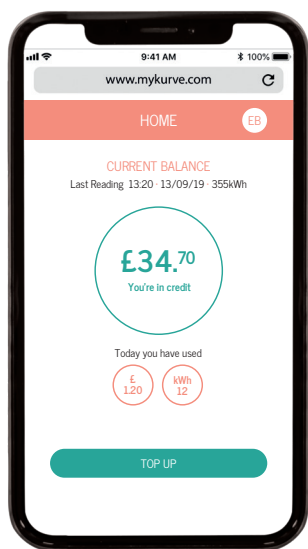 9:41 AM
100%
www.mykurve.com
HOME
EB
CURRENT BALANCE
Last Reading 13:20 · 13/09/19 · 355kWh
£34.70
You're in credit
Today you have used
£
1.20
kWh
12
TOP UP